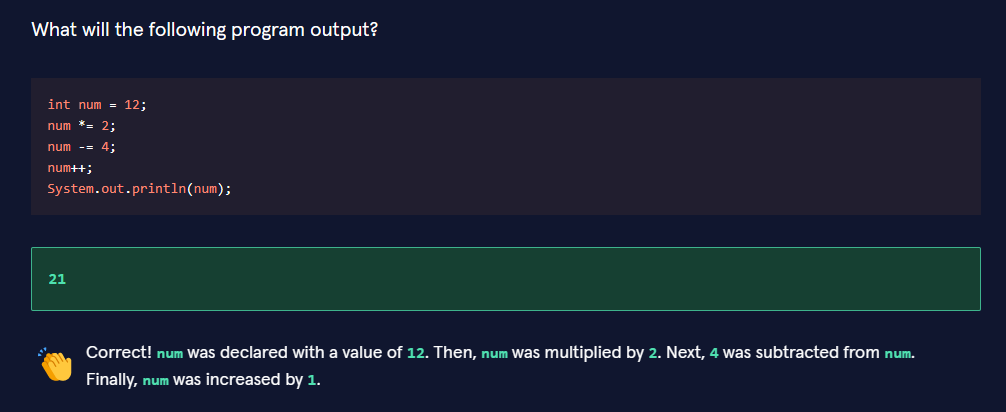 What will the following program output?
int num = 12;
num *= 2;
num -= 4;
num++;
System.out.println(num);
21
Correct! num was declared with a value of 12. Then, num was multiplied by 2. Next, 4 was subtracted from num.
Finally, num was increased by 1.